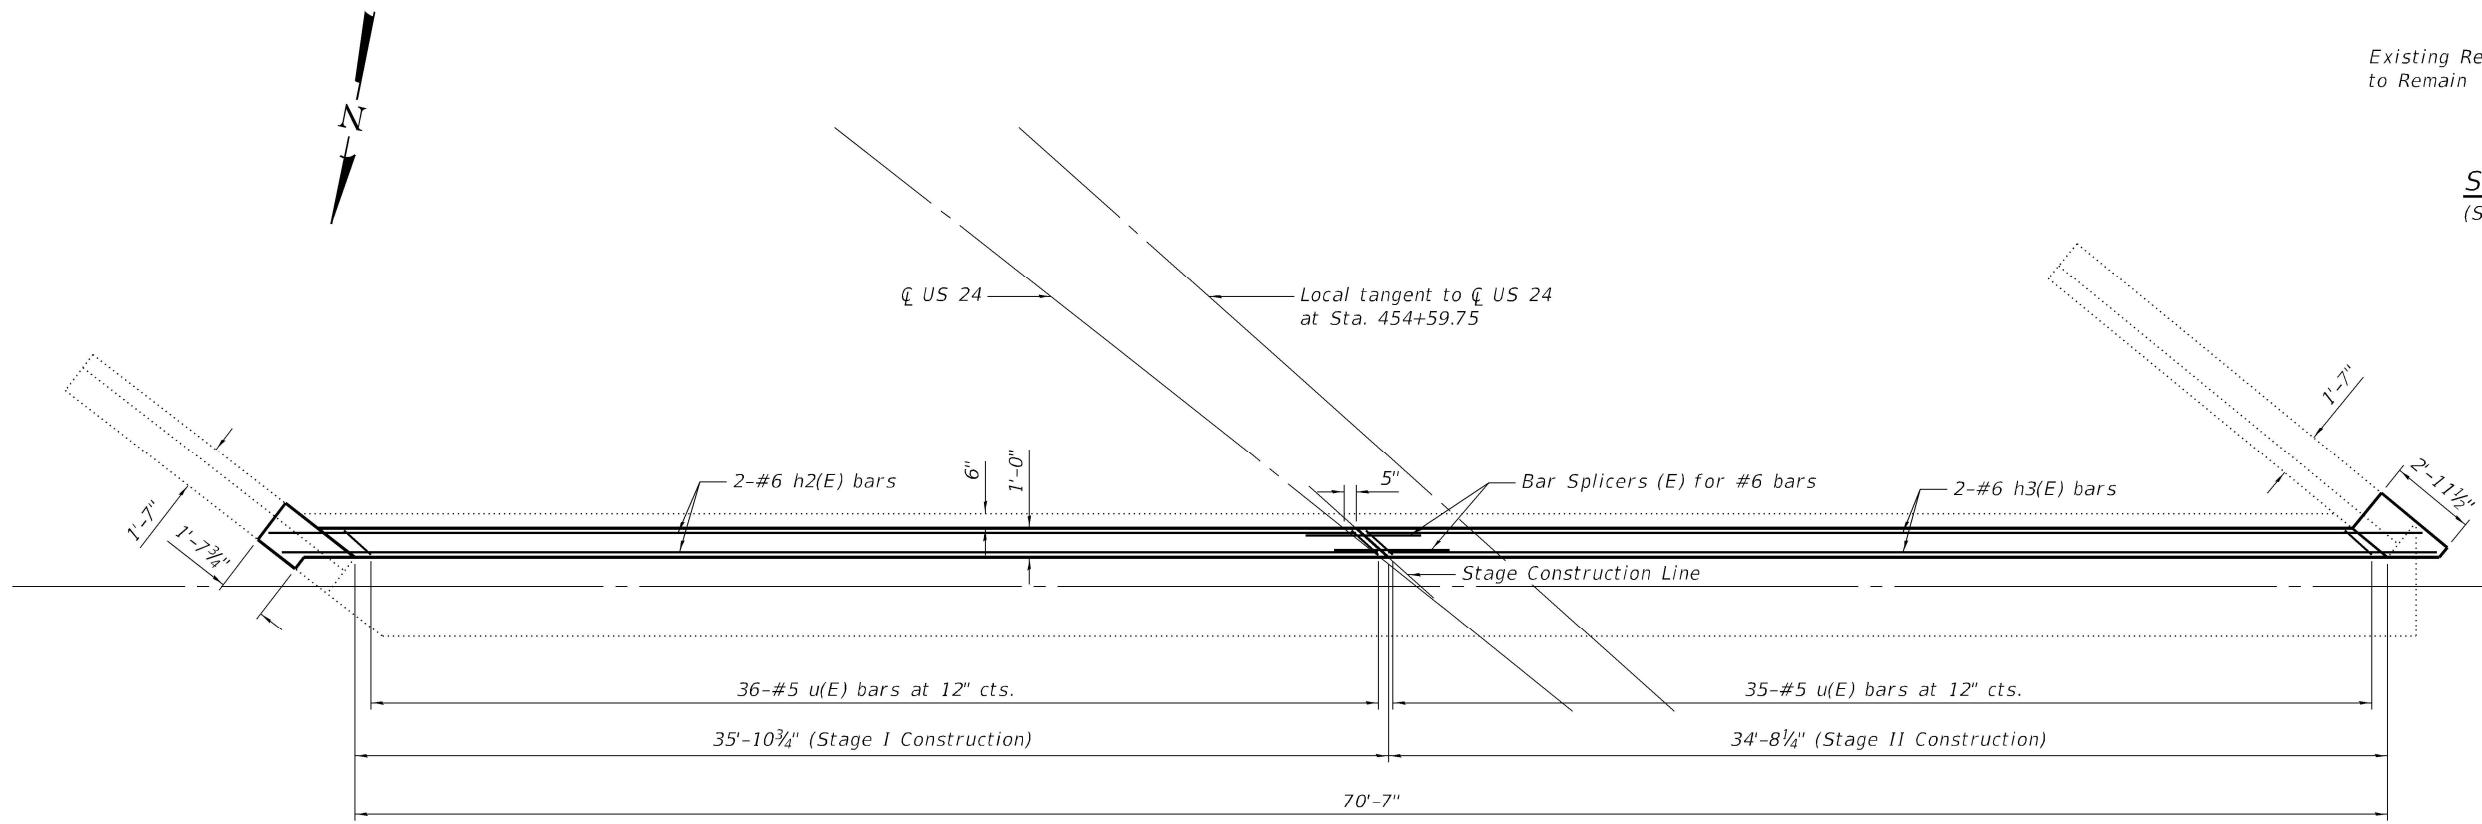 Existing Re
to Remain
N
S
(S
℄ US 24
Local tangent to ℄ US 24
at Sta. 454+59.75
1'-7"
2'-11½"
6"
1'-0"
5"
2-#6 h2(E) bars
Bar Splicers (E) for #6 bars
2-#6 h3(E) bars
1'-7"
1'-7¾"
Stage Construction Line
36-#5 u(E) bars at 12" cts.
35-#5 u(E) bars at 12" cts.
35'-10¾" (Stage I Construction)
34'-8¼" (Stage II Construction)
70'-7"